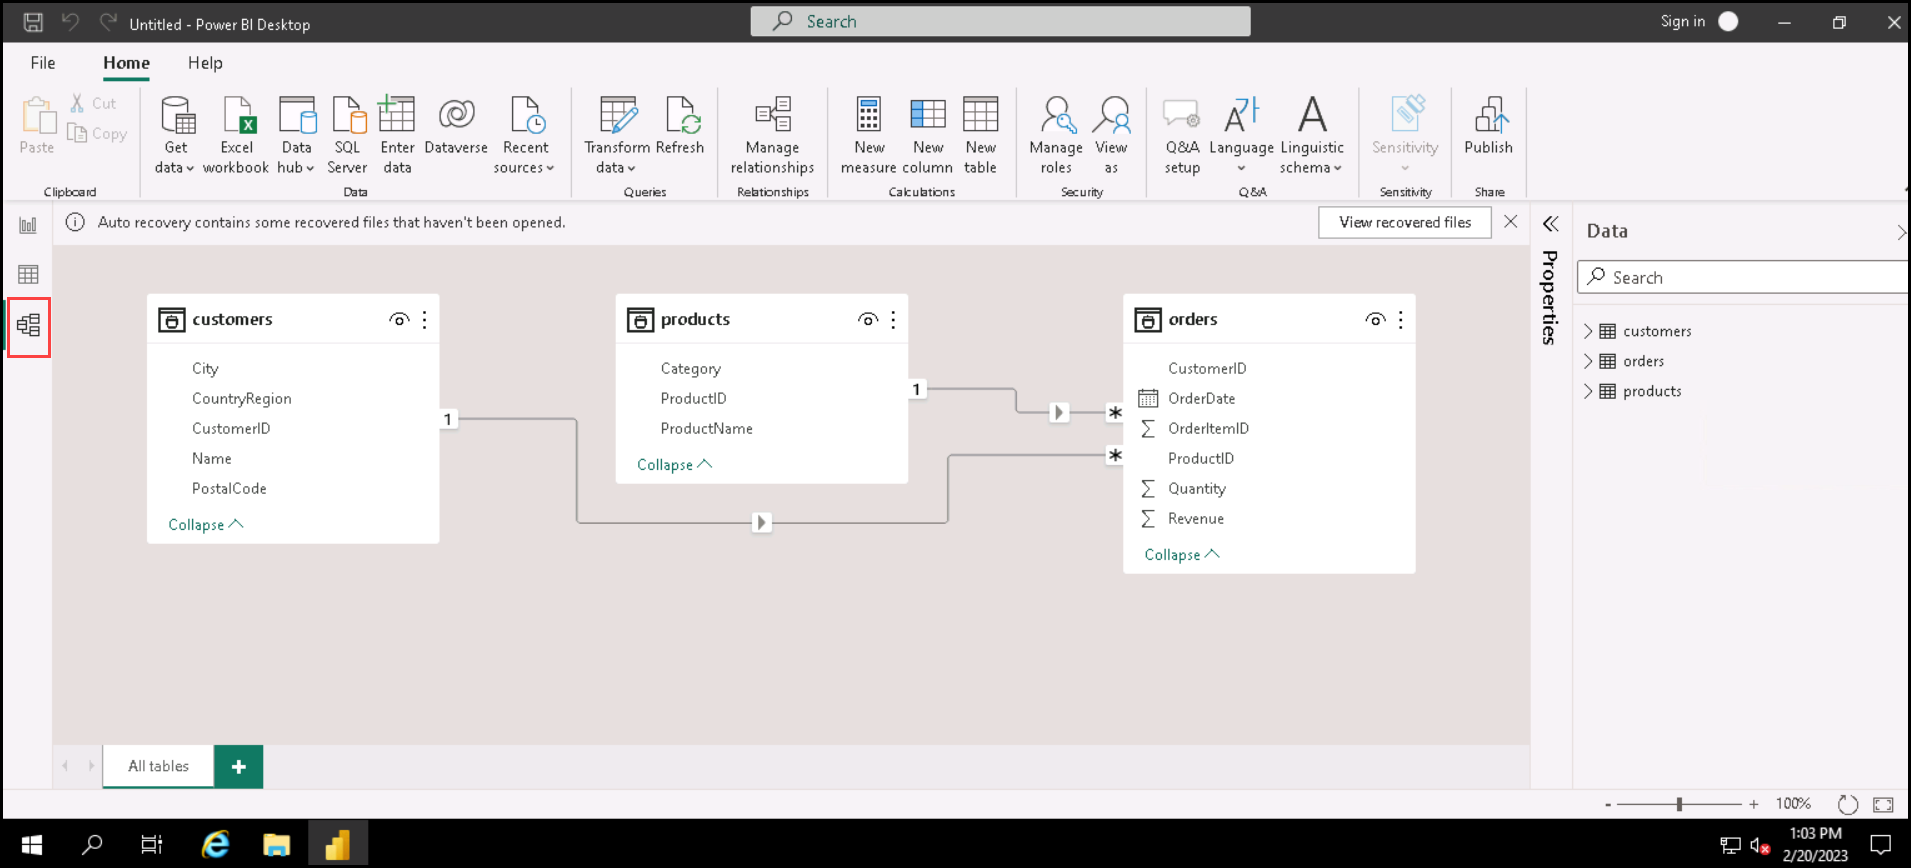 Untitled - Power BI Desktop
Search
Sign in
File
Home
Help
Paste
Cut
Copy
Clipboard
Get data
Excel workbook
Data hub
SQL Server
Enter data
Dataverse
Recent sources
Data
Transform data
Refresh
Queries
Manage relationships
Relationships
New measure
New column
New table
Calculations
Manage roles
View as
Security
Q&A setup
Language
Linguistic schema
Q&A
Sensitivity
Sensitivity
Publish
Share
Auto recovery contains some recovered files that haven't been opened.
View recovered files
customers
City
CountryRegion
CustomerID
Name
PostalCode
Collapse
1
products
Category
ProductID
ProductName
Collapse
1
*
*
orders
CustomerID
OrderDate
OrderItemID
ProductID
Quantity
Revenue
Collapse
Properties
Data
Search
customers
orders
products
All tables
+
- + 100%
1:03 PM
2/20/2023